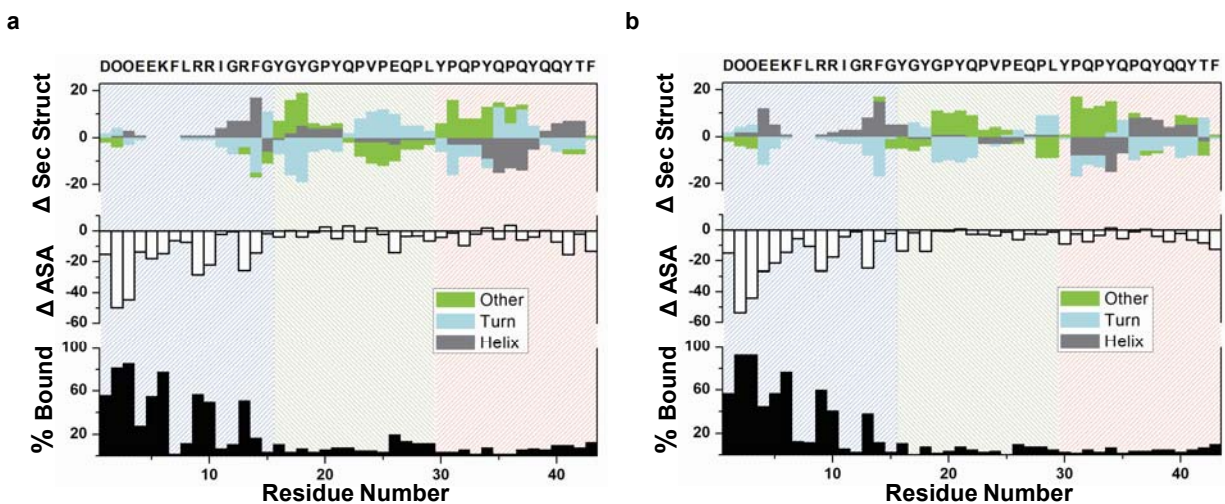 a
DOOEEKFLRRIGRFGYGYGPYQPVPEQPLYPQPYQPQYQQYTF
Δ Sec Struct
20
0
-20
Δ ASA
0
-20
-40
-60
Other
Turn
Helix
% Bound
100
60
20
10 20 30 40
Residue Number
b
DOOEEKFLRRIGRFGYGYGPYQPVPEQPLYPQPYQPQYQQYTF
Δ Sec Struct
20
0
-20
Δ ASA
0
-20
-40
-60
Other
Turn
Helix
% Bound
100
60
20
10 20 30 40
Residue Number